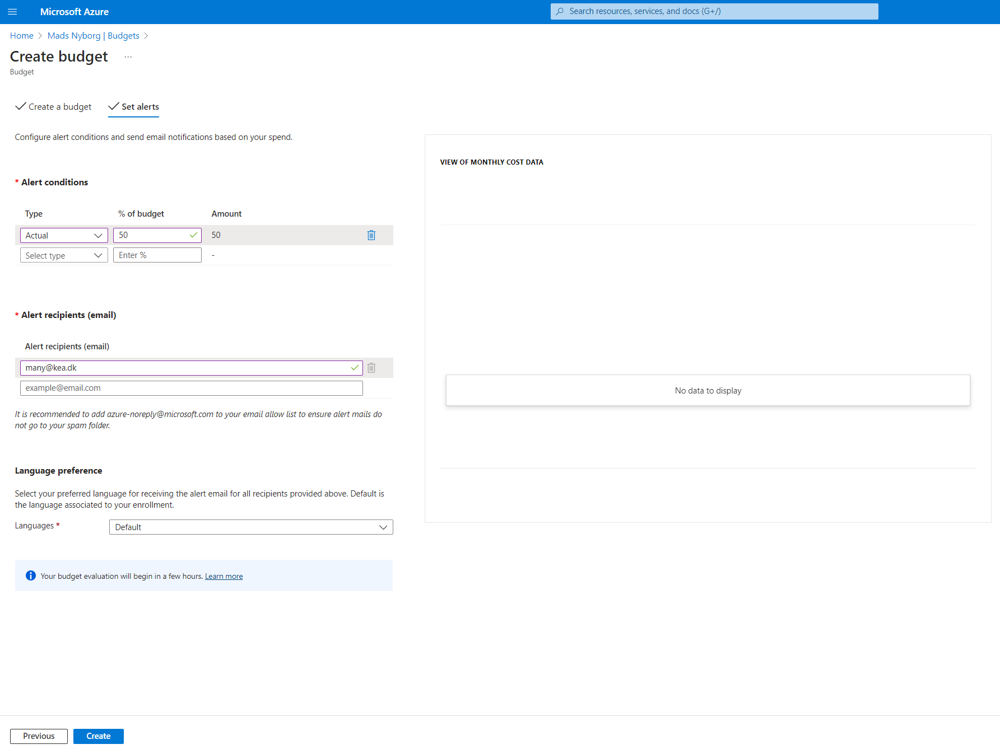 Microsoft Azure
Search resources, services, and docs (G+/)
Home > Mads Nyborg | Budgets >
Create budget ...
Budget
Create a budget
Set alerts
Configure alert conditions and send email notifications based on your spend.
* Alert conditions
Type % of budget Amount
Actual 50 50
Select type Enter % -
* Alert recipients (email)
Alert recipients (email)
many@kea.dk
example@email.com
It is recommended to add azure-noreply@microsoft.com to your email allow list to ensure alert mails do
not go to your spam folder.
Language preference
Select your preferred language for receiving the alert email for all recipients provided above. Default is
the language associated to your enrollment.
Languages * Default
Your budget evaluation will begin in a few hours. Learn more
VIEW OF MONTHLY COST DATA
No data to display
Previous Create